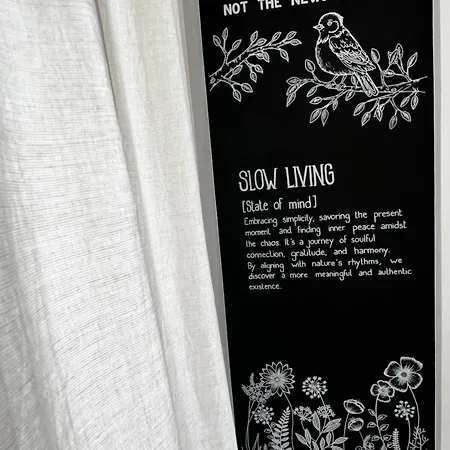 NOT THE NEWS
SLOW LIVING
[State of mind]
Embracing simplicity, savoring the present
moment and finding inner peace amidst
the chaos. It's a journey of soulful
connection, gratitude, and harmony.
By aligning with nature's rhythms, we
discover a more meaningful and authentic
existence.